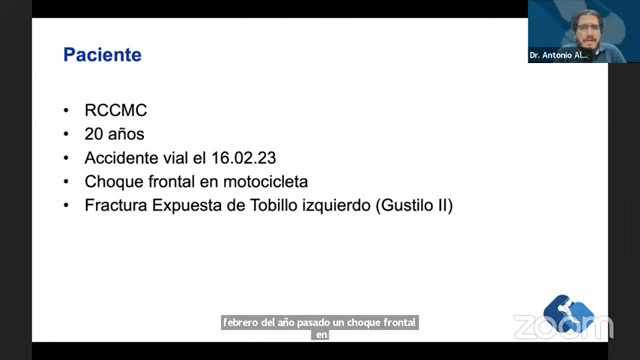 Paciente
Dr. Antonio Al...
• RCCMC
• 20 años
• Accidente vial el 16.02.23
• Choque frontal en motocicleta
• Fractura Expuesta de Tobillo izquierdo (Gustilo II)
febrero del año pasado un choque frontal
en
zoom